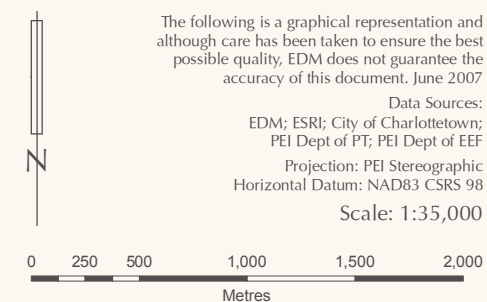 The following is a graphical representation and
although care has been taken to ensure the best
possible quality, EDM does not guarantee the
accuracy of this document. June 2007
Data Sources:
EDM; ESRI; City of Charlottetown;
PEI Dept of PT; PEI Dept of EEF
Projection: PEI Stereographic
Horizontal Datum: NAD83 CSRS 98
Scale: 1:35,000
N
0 250 500 1,000 1,500 2,000
Metres